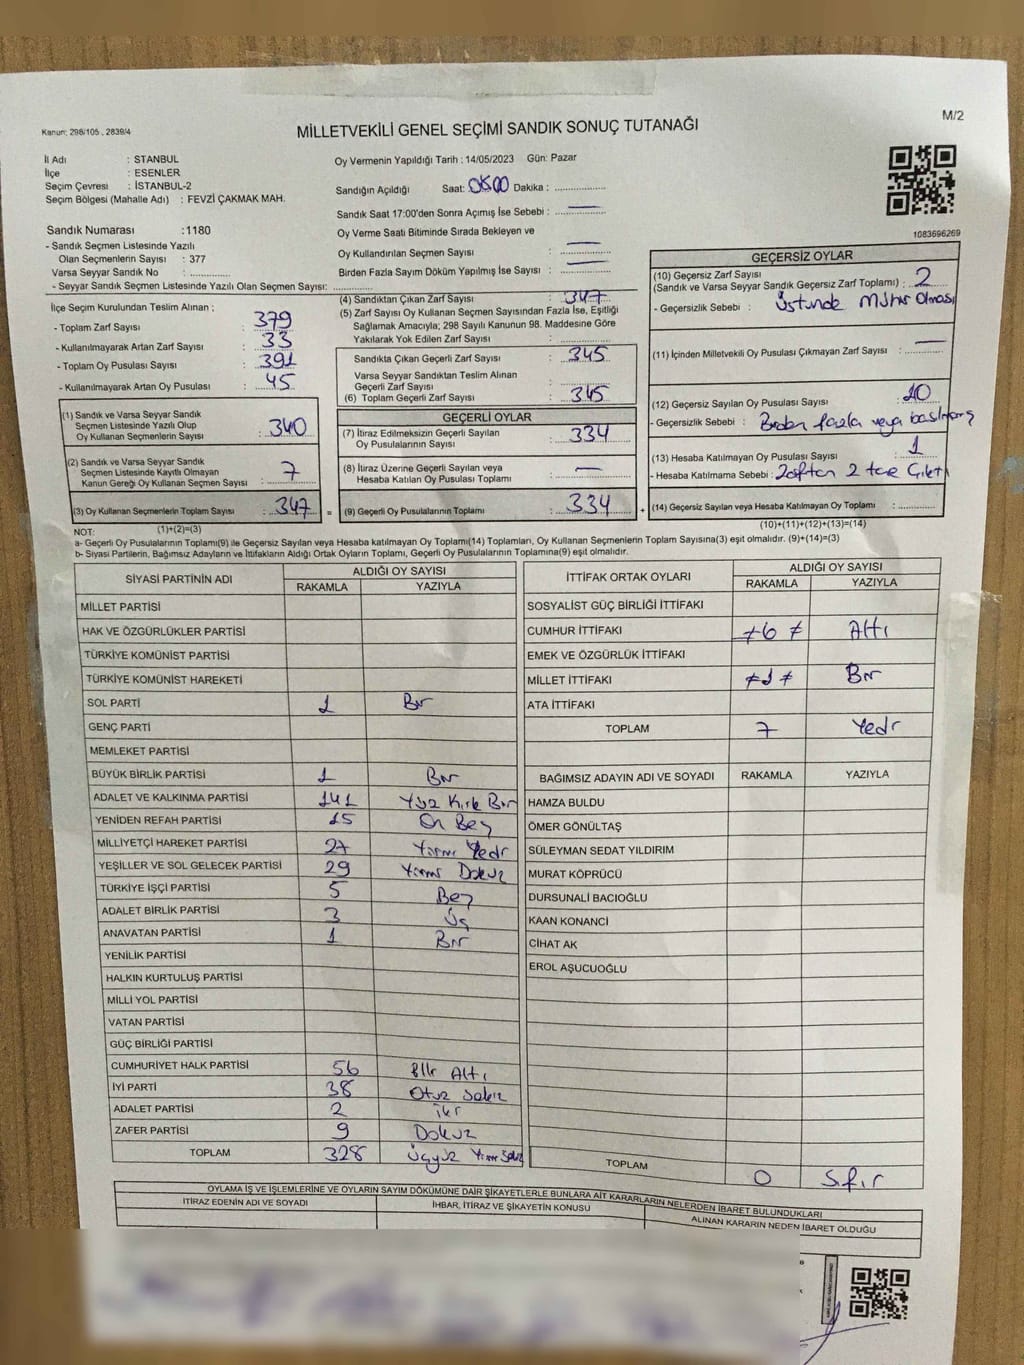 Kanun: 298/105 , 2839/4
M/2
MİLLETVEKİLİ GENEL SEÇİMİ SANDIK SONUÇ TUTANAĞI
İl Adı : STANBUL
İlçe : ESENLER
Seçim Çevresi : İSTANBUL-2
Seçim Bölgesi (Mahalle Adı) : FEVZİ ÇAKMAK MAH.
Sandık Numarası :1180
- Sandık Seçmen Listesinde Yazılı
Olan Seçmenlerin Sayısı : 377
Varsa Seyyar Sandık No : ..............
- Seyyar Sandık Seçmen Listesinde Yazılı Olan Seçmen Sayısı: ..............
Oy Vermenin Yapıldığı Tarih : 14/05/2023 Gün: Pazar
Sandığın Açıldığı Saat: 0800 Dakika : ..............
Sandık Saat 17:00'den Sonra Açımış İse Sebebi : ..............
Oy Verme Saati Bitiminde Sırada Bekleyen ve
Oy Kullandırılan Seçmen Sayısı : ..............
Birden Fazla Sayım Döküm Yapılmış İse Sayısı : ..............
1083696269
İlçe Seçim Kurulundan Teslim Alınan ;
- Toplam Zarf Sayısı : 379
- Kullanılmayarak Artan Zarf Sayısı : 33
- Toplam Oy Pusulası Sayısı : 391
- Kullanılmayarak Artan Oy Pusulası : 45
(1) Sandık ve Varsa Seyyar Sandık
Seçmen Listesinde Yazılı Olup
Oy Kullanan Seçmenlerin Sayısı : 340
(2) Sandık ve Varsa Seyyar Sandık
Seçmen Listesinde Kayıtlı Olmayan
Kanun Gereği Oy Kullanan Seçmen Sayısı : 7
(3) Oy Kullanan Seçmenlerin Toplam Sayısı : 347 =
(4) Sandıktan Çıkan Zarf Sayısı : 347
(5) Zarf Sayısı Oy Kullanan Seçmen Sayısından Fazla İse, Eşitliği
Sağlamak Amacıyla; 298 Sayılı Kanunun 98. Maddesine Göre
Yakılarak Yok Edilen Zarf Sayısı : ..............
Sandıkta Çıkan Geçerli Zarf Sayısı : 345
Varsa Seyyar Sandıktan Teslim Alınan
Geçerli Zarf Sayısı : ..............
(6) Toplam Geçerli Zarf Sayısı : 345
GEÇERLİ OYLAR
(7) İtiraz Edilmeksizin Geçerli Sayılan
Oy Pusulalarının Sayısı : 334
(8) İtiraz Üzerine Geçerli Sayılan veya
Hesaba Katılan Oy Pusulası Toplamı : —
(9) Geçerli Oy Pusulalarının Toplamı : 334 +
GEÇERSİZ OYLAR
(10) Geçersiz Zarf Sayısı
(Sandık ve Varsa Seyyar Sandık Geçersiz Zarf Toplamı) : 2
- Geçersizlik Sebebi : üstünde Mühür Olması
(11) İçinden Milletvekili Oy Pusulası Çıkmayan Zarf Sayısı : —
(12) Geçersiz Sayılan Oy Pusulası Sayısı : 10
- Geçersizlik Sebebi : fazla veya
(13) Hesaba Katılmayan Oy Pusulası Sayısı : 1
- Hesaba Katılmama Sebebi : 2 tane Çıktı
(14) Geçersiz Sayılan veya Hesaba Katılmayan Oy Toplamı : ..............
(10)+(11)+(12)+(13)=(14)
NOT: (1)+(2)=(3)
a- Geçerli Oy Pusulalarının Toplamı(9) ile Geçersiz Sayılan veya Hesaba katılmayan Oy Toplamı(14) Toplamları, Oy Kullanan Seçmenlerin Toplam Sayısına(3) eşit olmalıdır. (9)+(14)=(3)
b- Siyasi Partilerin, Bağımsız Adayların ve İttifakların Aldığı Ortak Oyların Toplamı, Geçerli Oy Pusulalarının Toplamına(9) eşit olmalıdır.
SİYASİ PARTİNİN ADI ALDIĞI OY SAYISI
RAKAMLA YAZIYLA
MİLLET PARTİSİ
HAK VE ÖZGÜRLÜKLER PARTİSİ
TÜRKİYE KOMÜNİST PARTİSİ
TÜRKİYE KOMÜNİST HAREKETİ
SOL PARTİ 1 Bir
GENÇ PARTİ
MEMLEKET PARTİSİ
BÜYÜK BİRLİK PARTİSİ 1 Bir
ADALET VE KALKINMA PARTİSİ 141 Yüz Kırk Bir
YENİDEN REFAH PARTİSİ 15 On Beş
MİLLİYETÇİ HAREKET PARTİSİ 27 Yirmi Yedi
YEŞİLLER VE SOL GELECEK PARTİSİ 29 Yirmi Dokuz
TÜRKİYE İŞÇİ PARTİSİ 5 Beş
ADALET BİRLİK PARTİSİ 3 Üç
ANAVATAN PARTİSİ 1 Bir
YENİLİK PARTİSİ
HALKIN KURTULUŞ PARTİSİ
MİLLİ YOL PARTİSİ
VATAN PARTİSİ
GÜÇ BİRLİĞİ PARTİSİ
CUMHURİYET HALK PARTİSİ 56 Elli Altı
İYİ PARTİ 38 Otuz Sekiz
ADALET PARTİSİ 2 İki
ZAFER PARTİSİ 9 Dokuz
TOPLAM 328 Üçyüz Yirmi Sekiz
İTTİFAK ORTAK OYLARI ALDIĞI OY SAYISI
RAKAMLA YAZIYLA
SOSYALİST GÜÇ BİRLİĞİ İTTİFAKI
CUMHUR İTTİFAKI ≠6≠ Altı
EMEK VE ÖZGÜRLÜK İTTİFAKI
MİLLET İTTİFAKI ≠1≠ Bir
ATA İTTİFAKI
TOPLAM 7 Yedi
BAĞIMSIZ ADAYIN ADI VE SOYADI RAKAMLA YAZIYLA
HAMZA BULDU
ÖMER GÖNÜLTAŞ
SÜLEYMAN SEDAT YILDIRIM
MURAT KÖPRÜCÜ
DURSUNALİ BACIOĞLU
KAAN KONANCİ
CİHAT AK
EROL AŞUCUOĞLU
TOPLAM 0 Sıfır
OYLAMA İŞ VE İŞLEMLERİNE VE OYLARIN SAYIM DÖKÜMÜNE DAİR ŞİKAYETLERLE BUNLARA AİT KARARLARIN NELERDEN İBARET BULUNDUKLARI
İTİRAZ EDENİN ADI VE SOYADI İHBAR, İTİRAZ VE ŞİKAYETİN KONUSU ALINAN KARARIN NEDEN İBARET OLDUĞU